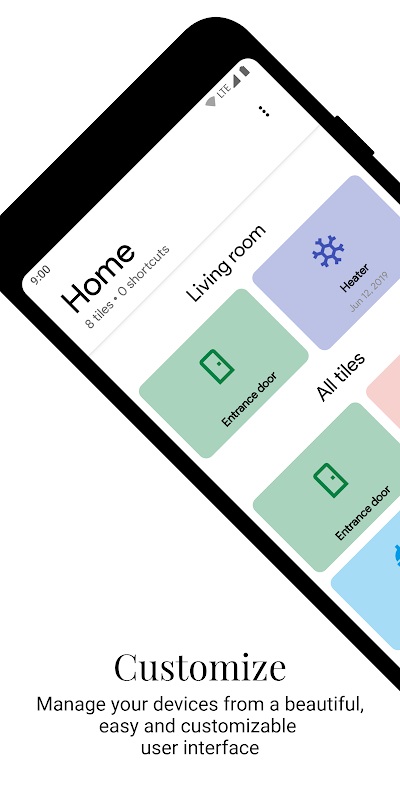 9:00
LTE
Home
8 tiles • 0 shortcuts
Living room
Entrance door
Heater
Jun 12, 2019
All tiles
Entrance door
Customize
Manage your devices from a beautiful,
easy and customizable
user interface